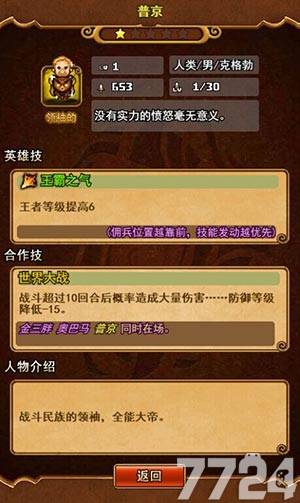 普京
LV 1
人类/男/克格勃
653
1/30
领袖的
没有实力的愤怒毫无意义。
英雄技
王霸之气
王者等级提高6
(佣兵位置越靠前，技能发动越优先)
合作技
世界大战
战斗超过10回合后概率造成大量伤害……防御等级
降低-15。
金三胖 奥巴马 普京 同时在场。
人物介绍
战斗民族的领袖，全能大帝。
返回
7724